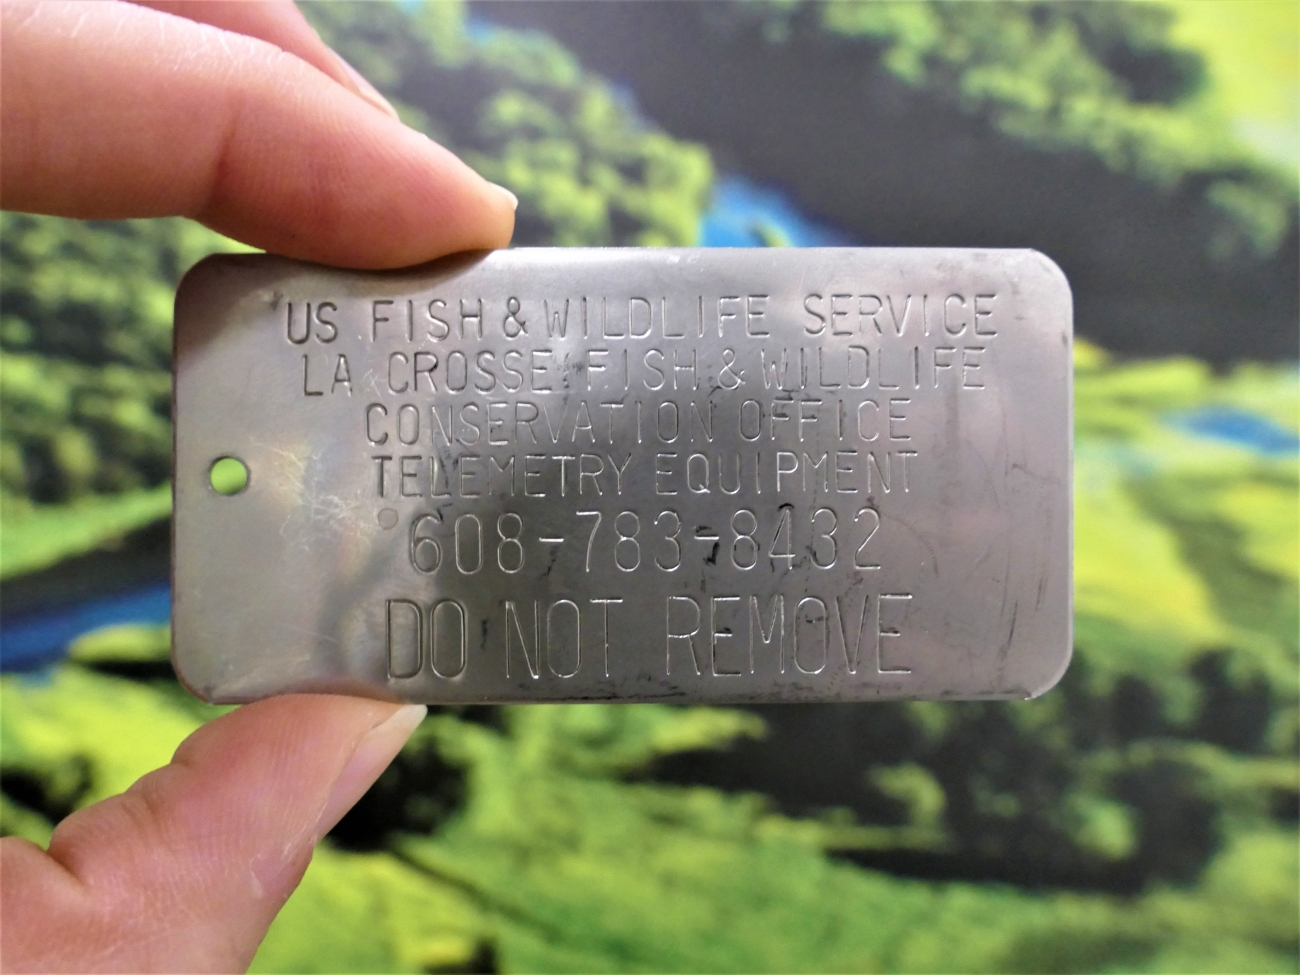 US FISH & WILDLIFE SERVICE
LA CROSSE FISH & WILDLIFE
CONSERVATION OFFICE
TELEMETRY EQUIPMENT
608-783-8432
DO NOT REMOVE